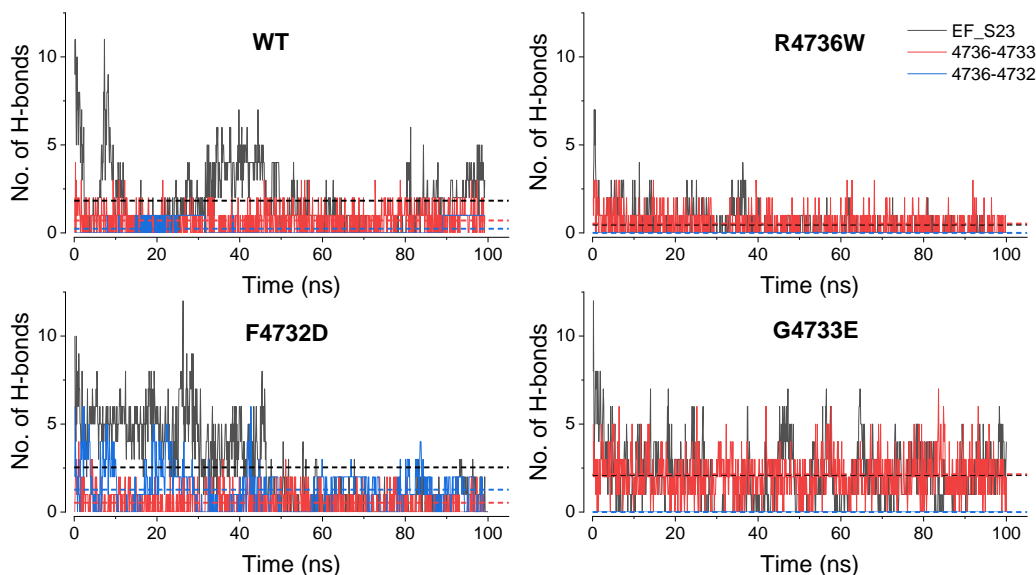 WT
No. of H-bonds
10
5
0
0 20 40 60 80 100
Time (ns)
R4736W
EF_S23
4736-4733
4736-4732
No. of H-bonds
10
5
0
0 20 40 60 80 100
Time (ns)
F4732D
No. of H-bonds
10
5
0
0 20 40 60 80 100
Time (ns)
G4733E
No. of H-bonds
10
5
0
0 20 40 60 80 100
Time (ns)